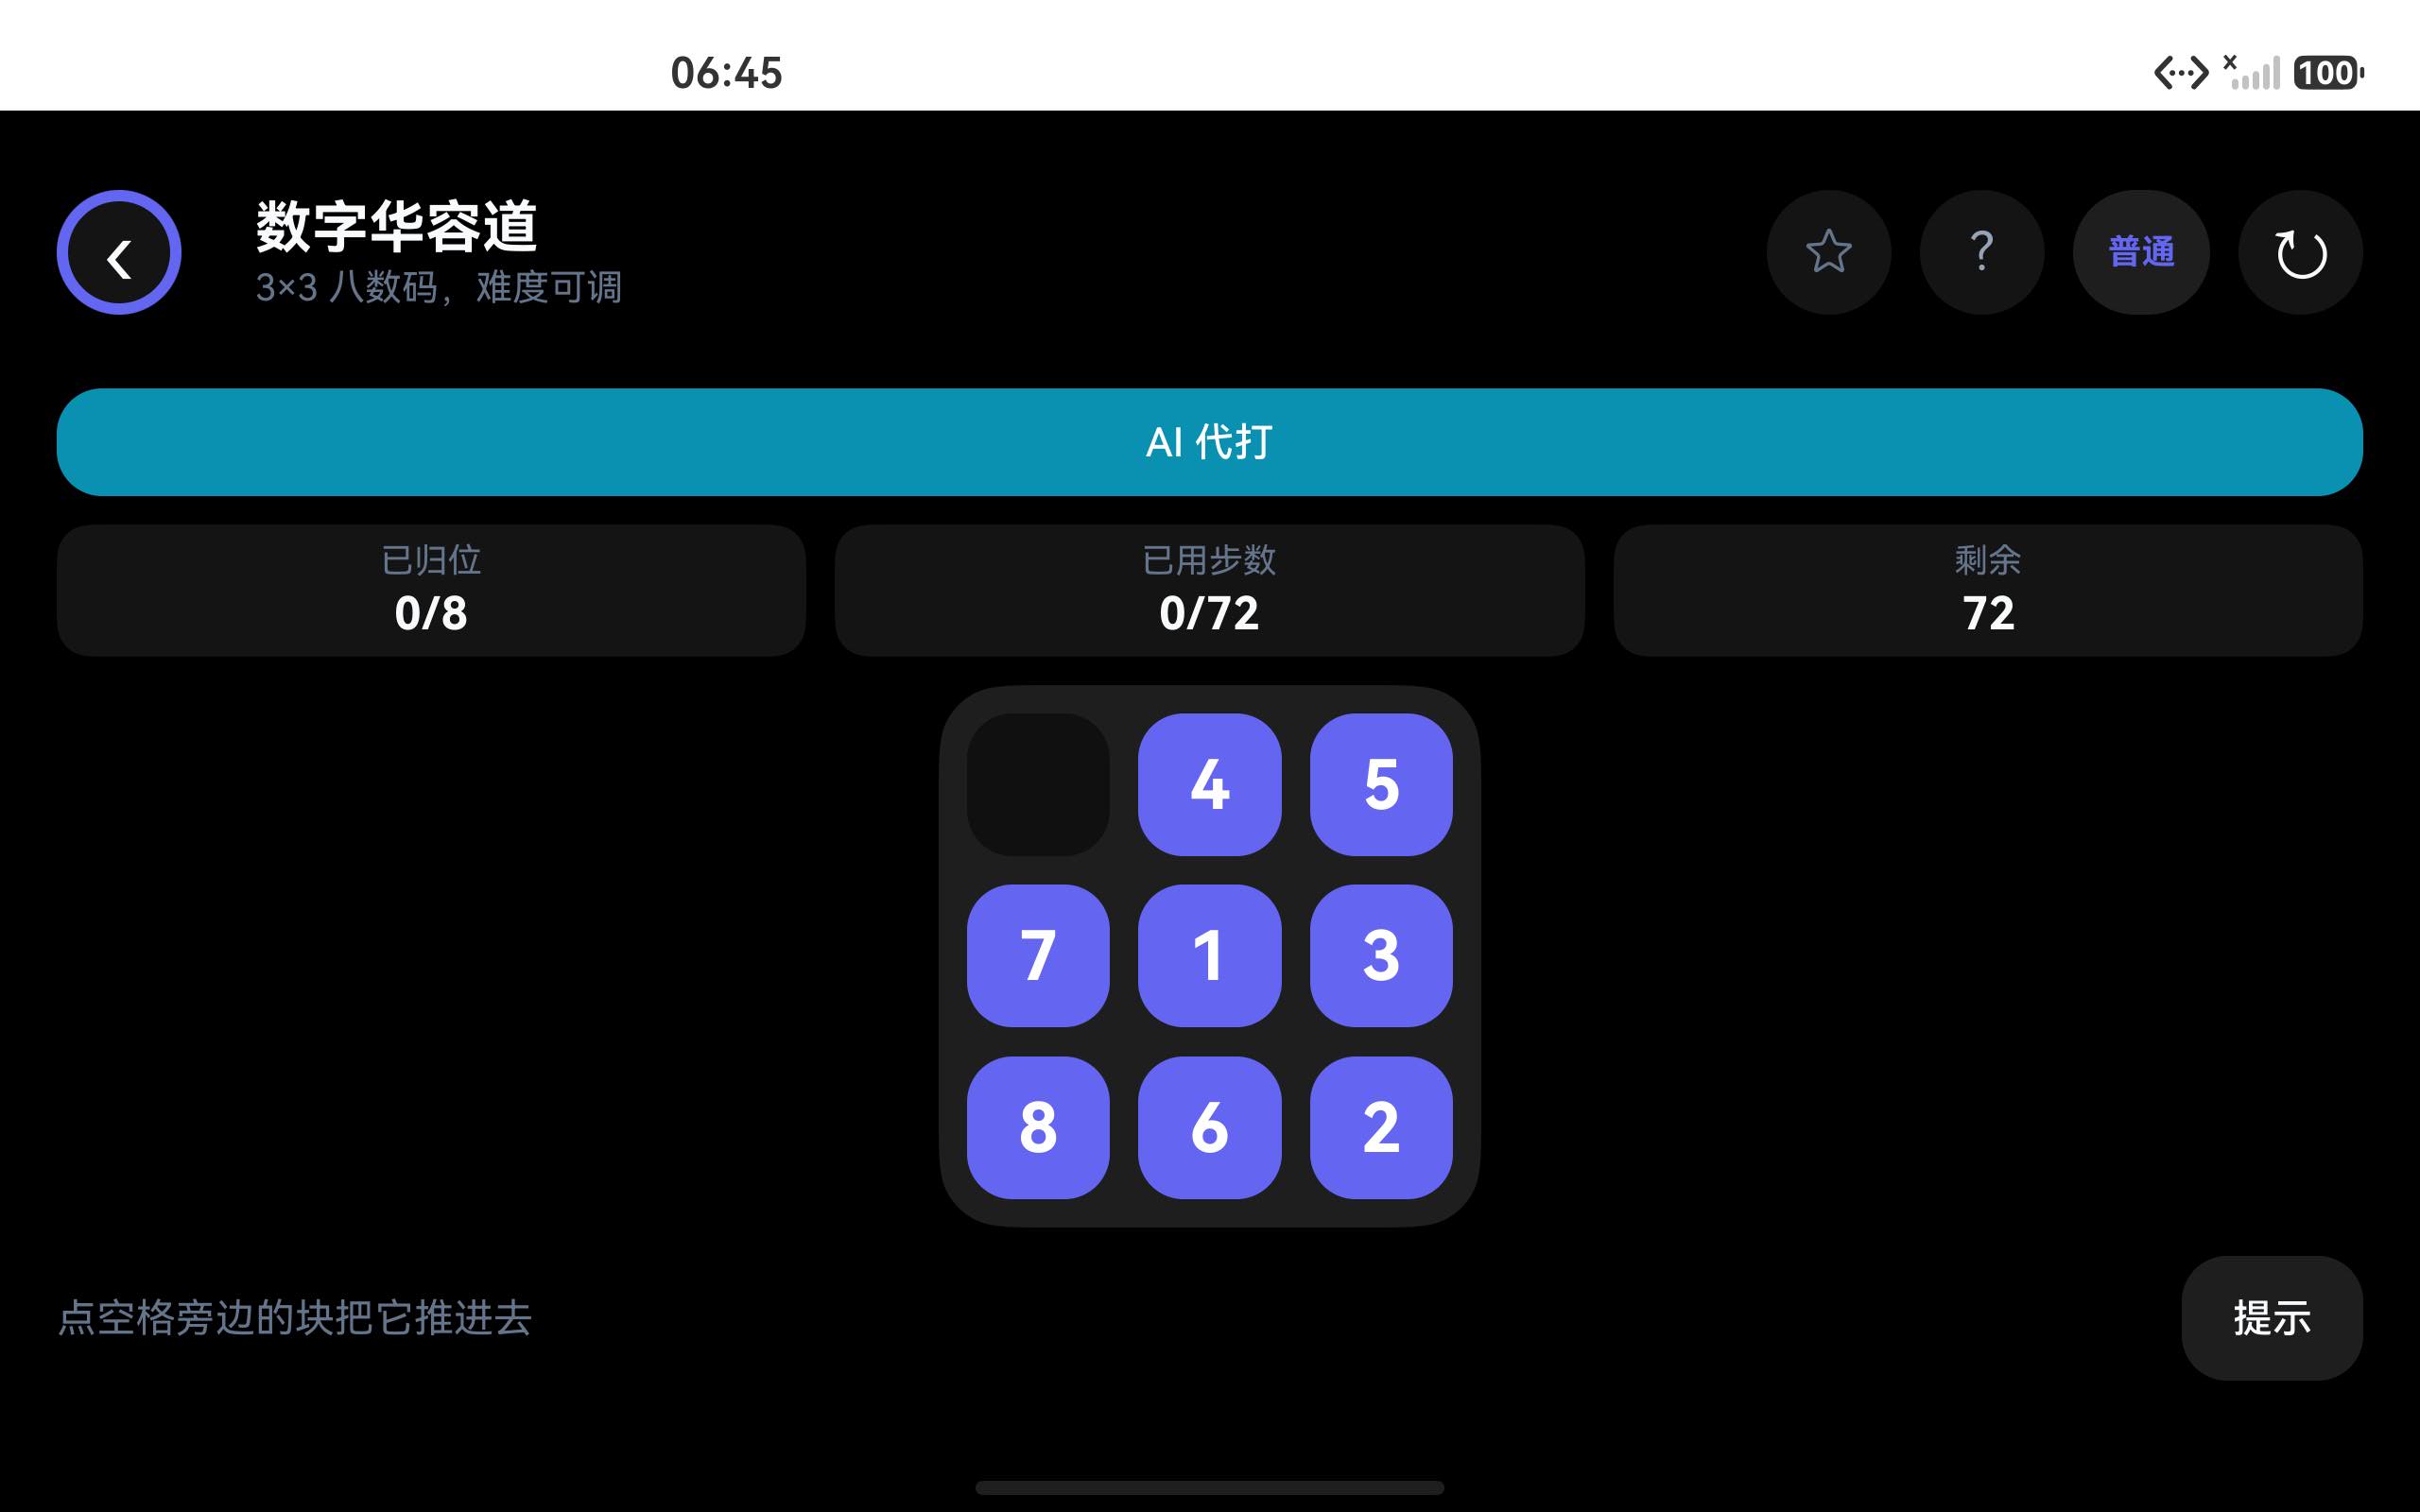 06:45
100
数字华容道
3×3 八数码，难度可调
?
普通
AI 代打
已归位
0/8
已用步数
0/72
剩余
72
4 5
7 1 3
8 6 2
点空格旁边的块把它推进去
提示